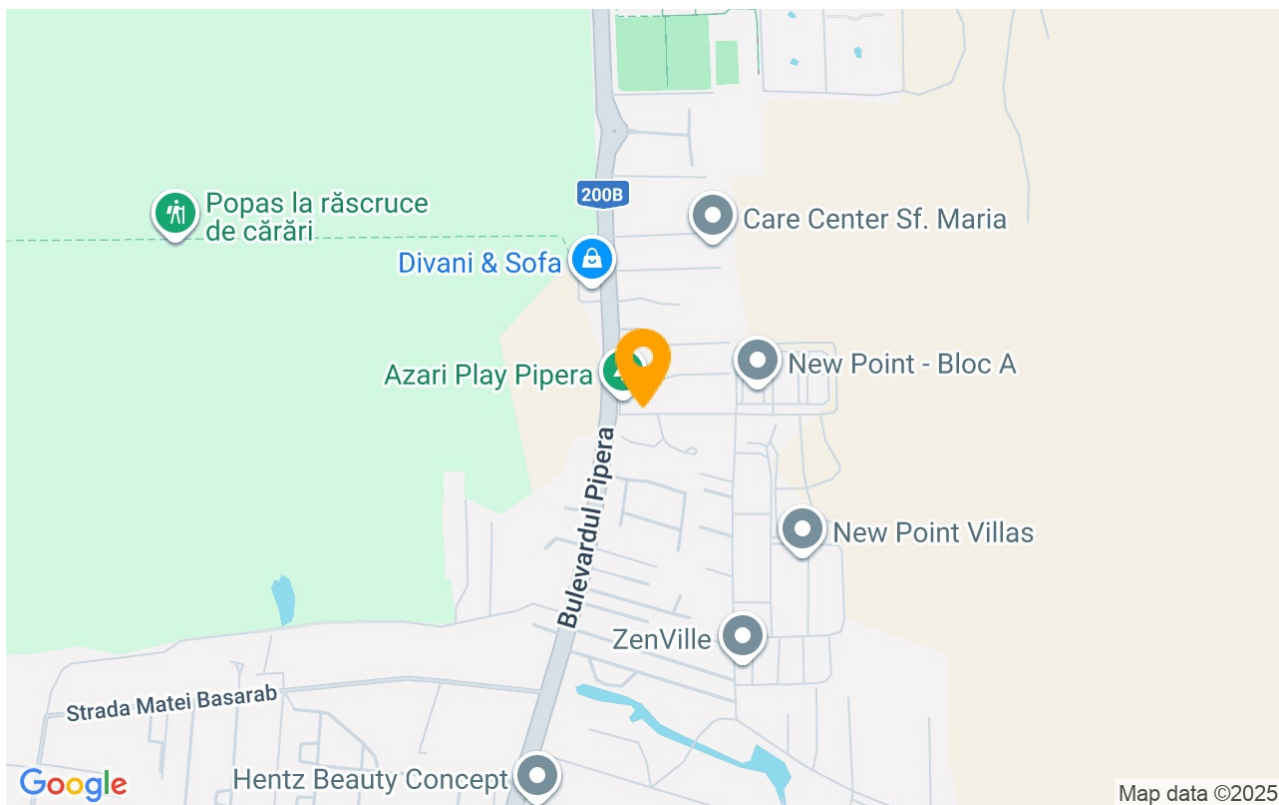 200B
Popas la răscruce
de cărări
Care Center Sf. Maria
Divani & Sofa
Azari Play Pipera
New Point - Bloc A
Bulevardul Pipera
New Point Villas
ZenVille
Strada Matei Basarab
Hentz Beauty Concept
Google
Map data ©2025